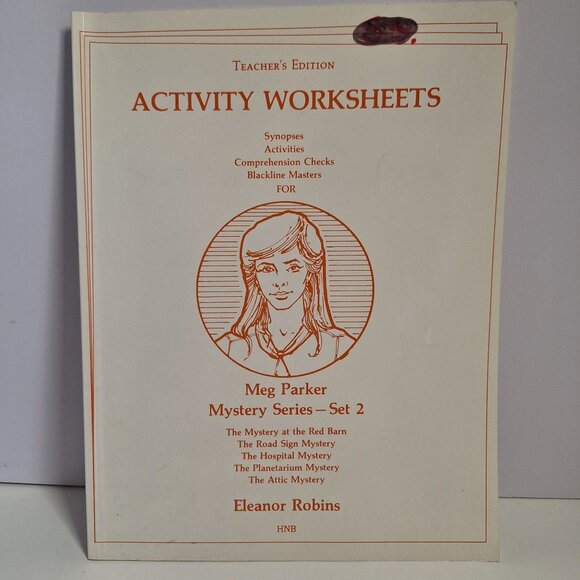 TEACHER'S EDITION
ACTIVITY WORKSHEETS
Synopses
Activities
Comprehension Checks
Blackline Masters
FOR
Meg Parker
Mystery Series — Set 2
The Mystery at the Red Barn
The Road Sign Mystery
The Hospital Mystery
The Planetarium Mystery
The Attic Mystery
Eleanor Robins
HNB